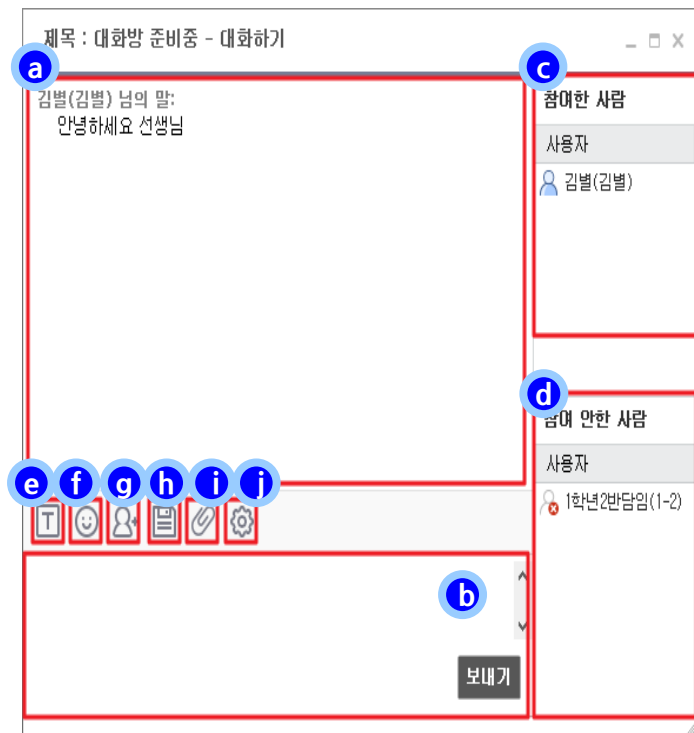 제목 : 대화방 준비중 - 대화하기
a
c
김별(김별) 님의 말:
안녕하세요 선생님
참여한 사람
사용자
김별(김별)
d
참여 안한 사람
사용자
1학년2반담임(1-2)
e f g h i j
T
b
보내기